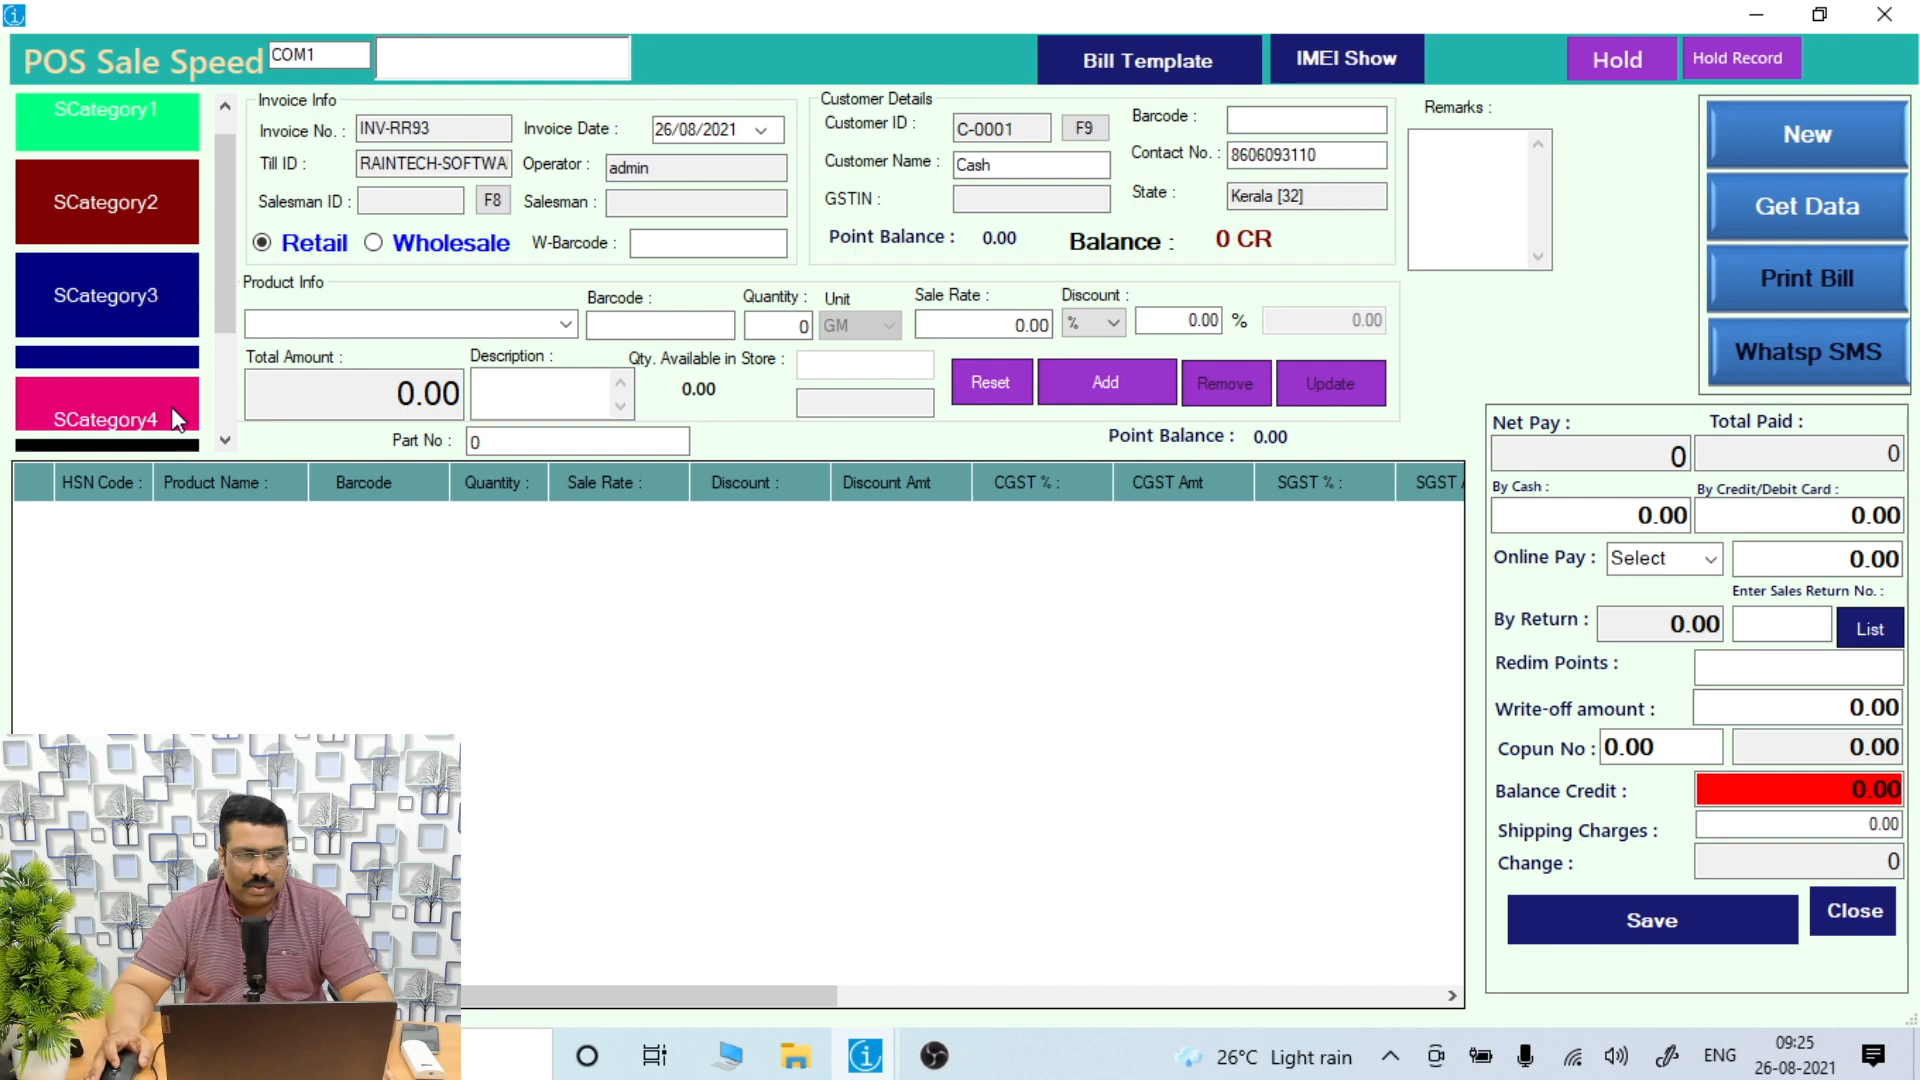 POS Sale Speed
COM1
Bill Template
IMEI Show
Hold
Hold Record
SCategory1
SCategory2
SCategory3
SCategory4
Invoice Info
Invoice No. :
INV-RR93
Invoice Date :
26/08/2021
Till ID :
RAINTECH-SOFTWA
Operator :
admin
Salesman ID :
F8
Salesman :
Retail
Wholesale
W-Barcode :
Customer Details
Customer ID :
C-0001
F9
Barcode :
Customer Name :
Cash
Contact No. :
8606093110
GSTIN :
State :
Kerala [32]
Point Balance :
0.00
Balance :
0 CR
Remarks :
New
Get Data
Print Bill
Whatsp SMS
Product Info
Barcode :
Quantity :
0
Unit
GM
Sale Rate :
0.00
Discount :
%
0.00
%
0.00
Total Amount :
0.00
Description :
Qty. Available in Store :
0.00
Reset
Add
Remove
Update
Part No :
0
Point Balance :
0.00
HSN Code :
Product Name :
Barcode
Quantity :
Sale Rate :
Discount :
Discount Amt
CGST % :
CGST Amt
SGST % :
SGST
Net Pay :
Total Paid :
0
0
By Cash :
By Credit/Debit Card :
0.00
0.00
Online Pay :
Select
0.00
Enter Sales Return No. :
By Return :
0.00
List
Redim Points :
Write-off amount :
0.00
Copun No :
0.00
0.00
Balance Credit :
0.00
Shipping Charges :
0.00
Change :
0
Save
Close
26°C Light rain
ENG
09:25
26-08-2021